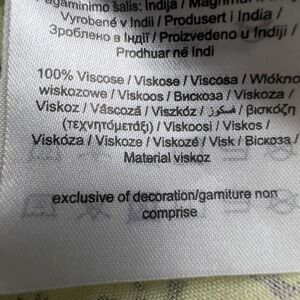 Pagaminimo šalis: Indija /
Vyrobené v Indii / Produsert i India /
Зроблено в Індії / Proizvedeno u Indiji /
Prodhuar në Indi
100% Viscose / Viskose / Viscosa / Włókno
wiskozowe / Viskoos / Вискоза / Viskoza /
Viskoz / Vâscoză / Viszkóz / فسكوز / βισκόζη
(τεχνητόμετάξι) / Viskoosi / Viskos /
Viskóza / Viskoze / Viskozė / Visk / Вiскоза /
Material viskoz
exclusive of decoration/garniture non
comprise